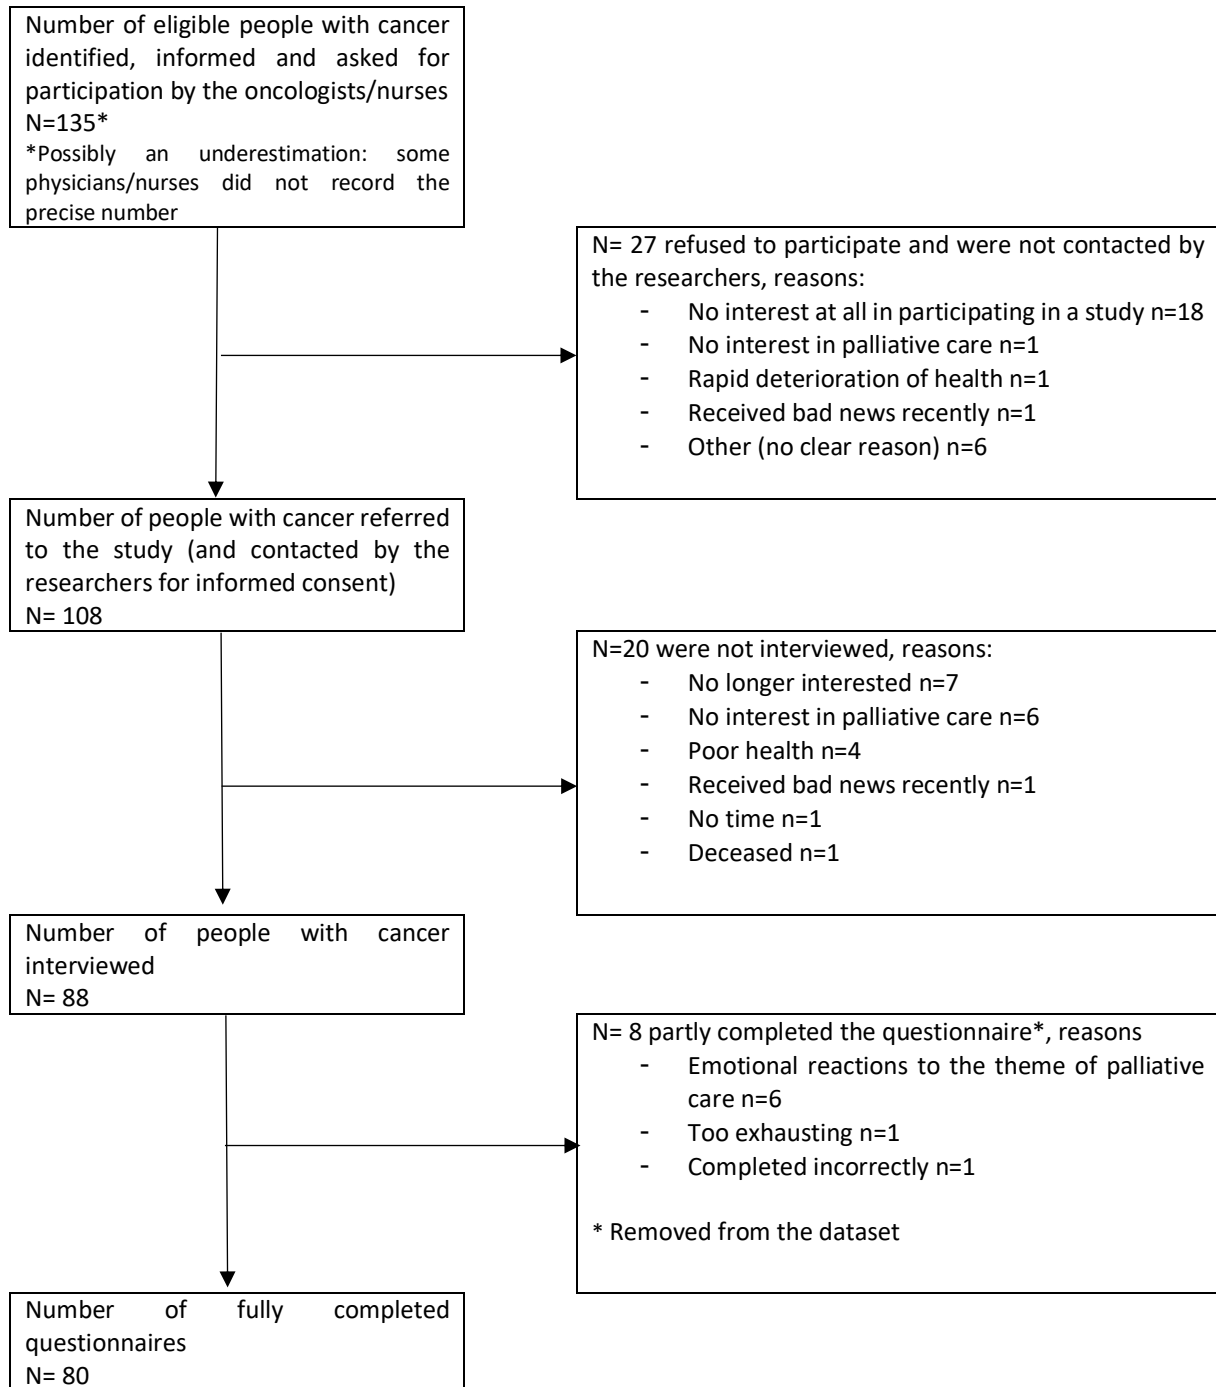 Number of eligible people with cancer
identified, informed and asked for
participation by the oncologists/nurses
N=135*
*Possibly an underestimation: some
physicians/nurses did not record the
precise number
N= 27 refused to participate and were not contacted by
the researchers, reasons:
- No interest at all in participating in a study n=18
- No interest in palliative care n=1
- Rapid deterioration of health n=1
- Received bad news recently n=1
- Other (no clear reason) n=6
Number of people with cancer referred
to the study (and contacted by the
researchers for informed consent)
N= 108
N=20 were not interviewed, reasons:
- No longer interested n=7
- No interest in palliative care n=6
- Poor health n=4
- Received bad news recently n=1
- No time n=1
- Deceased n=1
Number of people with cancer
interviewed
N= 88
N= 8 partly completed the questionnaire*, reasons
- Emotional reactions to the theme of palliative
care n=6
- Too exhausting n=1
- Completed incorrectly n=1
* Removed from the dataset
Number of fully completed
questionnaires
N= 80